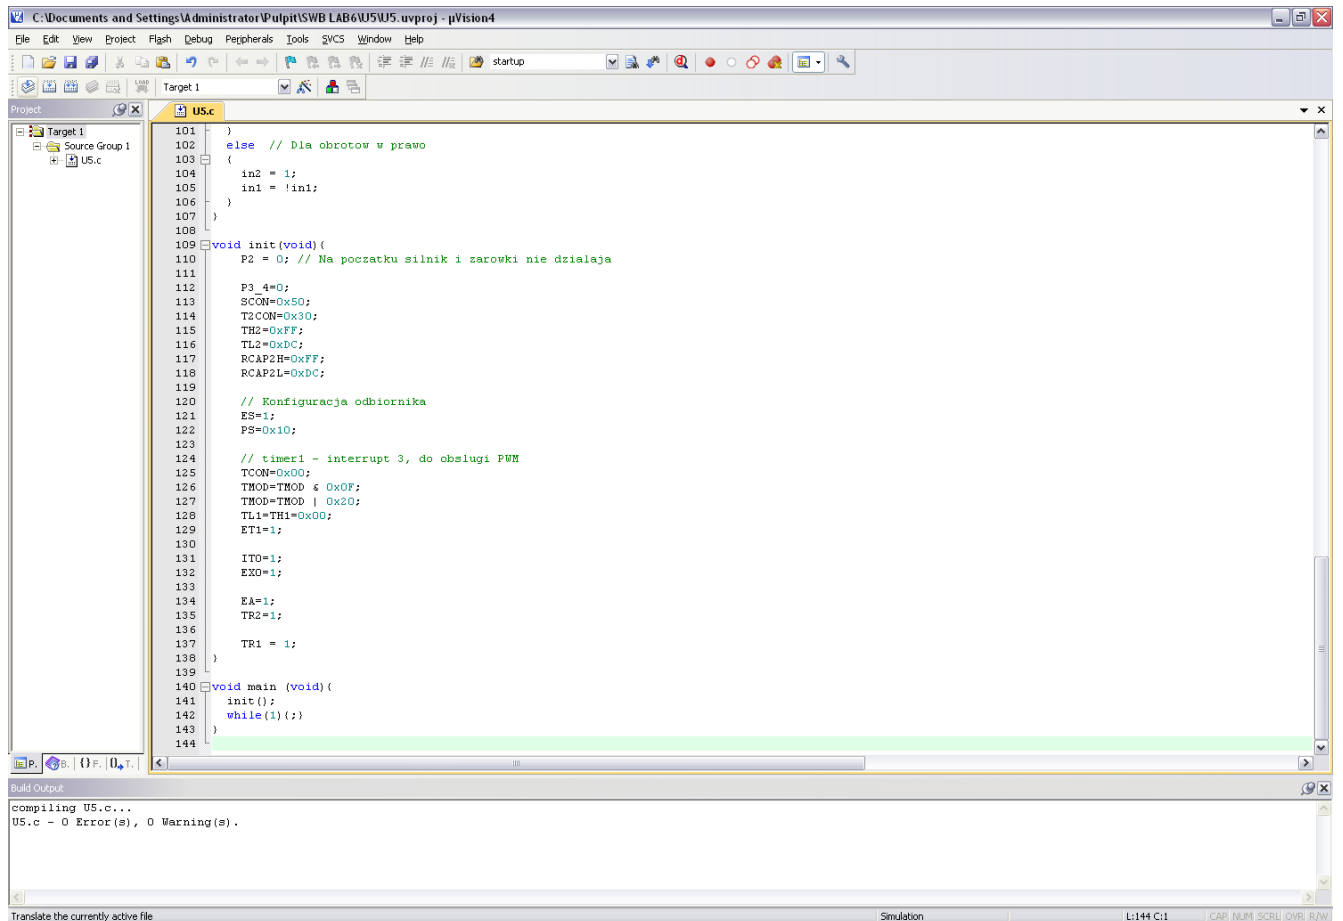 C:\Documents and Settings\Administrator\Pulpit\SWB LAB6\U5\U5.uvproj - µVision4
File Edit View Project Flash Debug Peripherals Tools SVCS Window Help
startup
LOAD Target 1
Project
U5.c
Target 1
Source Group 1
U5.c
101 }
102 else // Dla obrotow w prawo
103 {
104 in2 = 1;
105 in1 = !in1;
106 }
107 }
108
109 void init(void){
110 P2 = 0; // Na poczatku silnik i zarowki nie dzialaja
111
112 P3_4=0;
113 SCON=0x50;
114 T2CON=0x30;
115 TH2=0xFF;
116 TL2=0xDC;
117 RCAP2H=0xFF;
118 RCAP2L=0xDC;
119
120 // Konfiguracja odbiornika
121 ES=1;
122 PS=0x10;
123
124 // timer1 - interrupt 3, do obslugi PWM
125 TCON=0x00;
126 TMOD=TMOD & 0x0F;
127 TMOD=TMOD | 0x20;
128 TL1=TH1=0x00;
129 ET1=1;
130
131 IT0=1;
132 EX0=1;
133
134 EA=1;
135 TR2=1;
136
137 TR1 = 1;
138 }
139
140 void main (void){
141 init();
142 while(1){;}
143 }
144
P. B. {} F. 0 T.
Build Output
compiling U5.c...
U5.c - 0 Error(s), 0 Warning(s).
Translate the currently active file Simulation L:144 C:1 CAP NUM SCRL OVR R/W